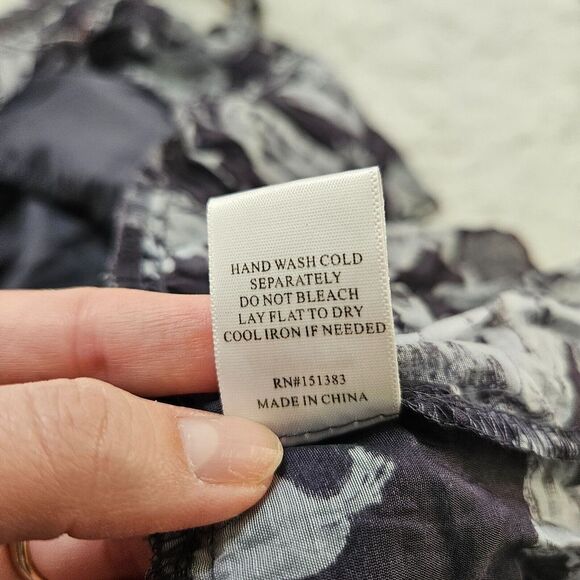 HAND WASH COLD
SEPARATELY
DO NOT BLEACH
LAY FLAT TO DRY
COOL IRON IF NEEDED
RN#151383
MADE IN CHINA